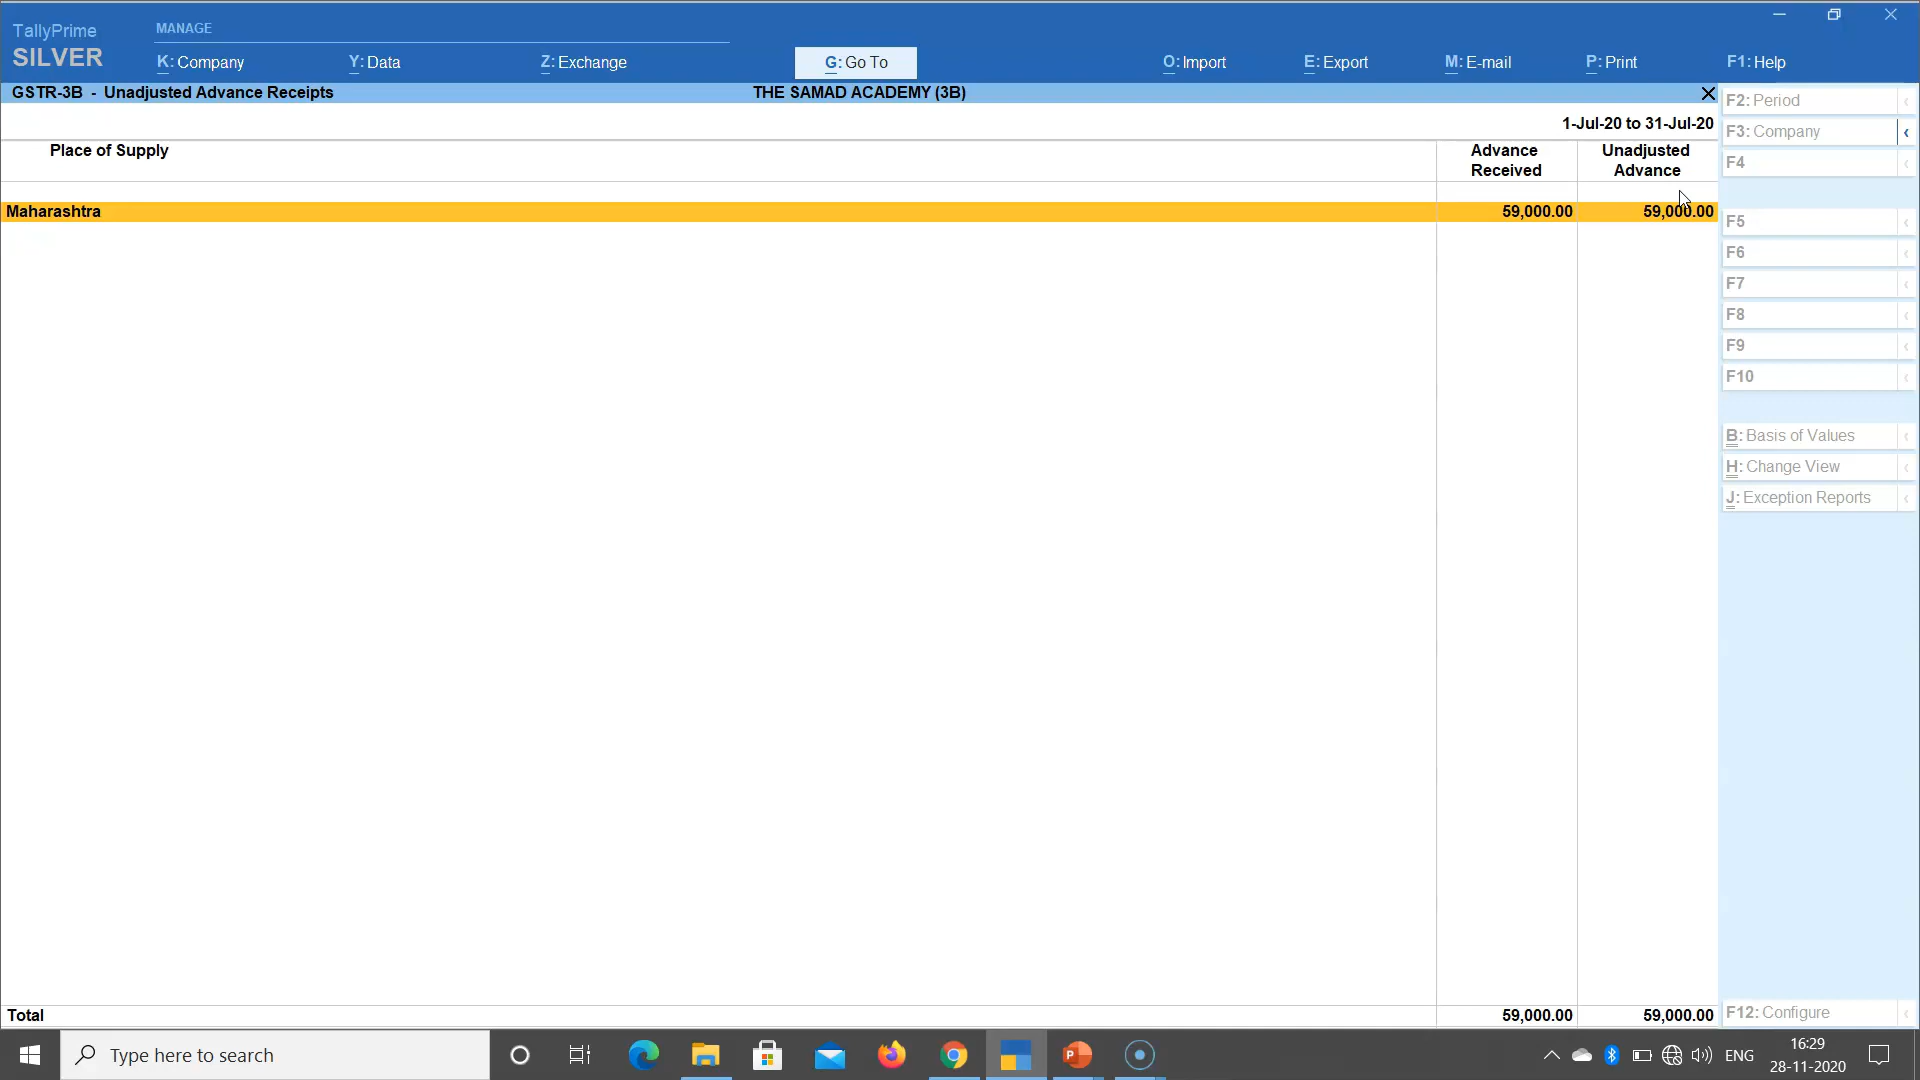 TallyPrime
SILVER
MANAGE
K: Company
Y: Data
Z: Exchange
G: Go To
O: Import
E: Export
M: E-mail
P: Print
F1: Help
GSTR-3B - Unadjusted Advance Receipts
THE SAMAD ACADEMY (3B)
1-Jul-20 to 31-Jul-20
Place of Supply
Advance
Received
Unadjusted
Advance
Maharashtra
59,000.00
59,000.00
Total
59,000.00
59,000.00
F2: Period
F3: Company
F4
F5
F6
F7
F8
F9
F10
B: Basis of Values
H: Change View
J: Exception Reports
F12: Configure
Type here to search
P
ENG
16:29
28-11-2020